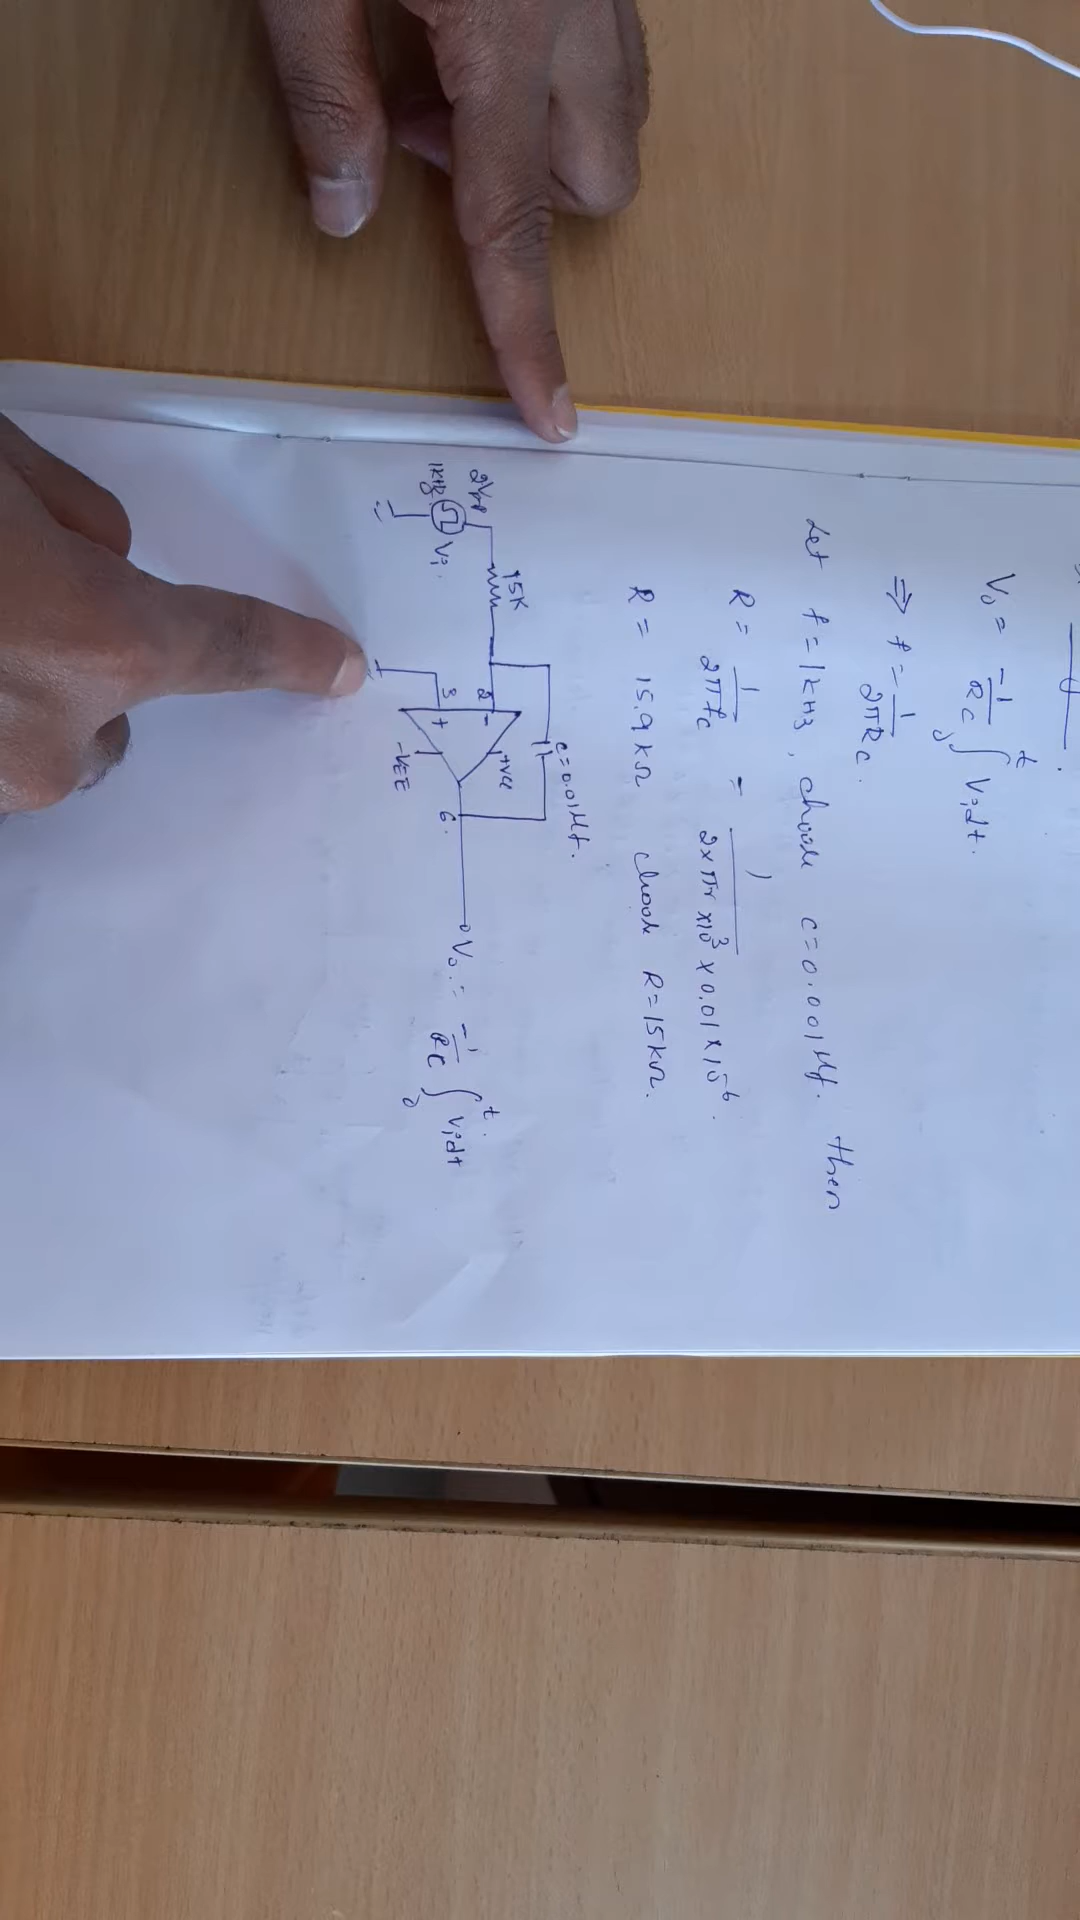 V₀ = -1/RC ∫₀ᵗ Vᵢdt.
⇒ f = 1/2πRC.
Let f = 1kHz, choose c=0.001μf. then
R = 1/2πfc = 1/2×π××10³×0.01×10⁻⁶.
R = 15.9kΩ choose R=15kΩ.
c=0.01μf.
15K
2Vpp
1kHz
Vᵢ.
2 -
+VCC
3 +
-VEE
6.
V₀ = -1/RC ∫₀ᵗ Vᵢdt